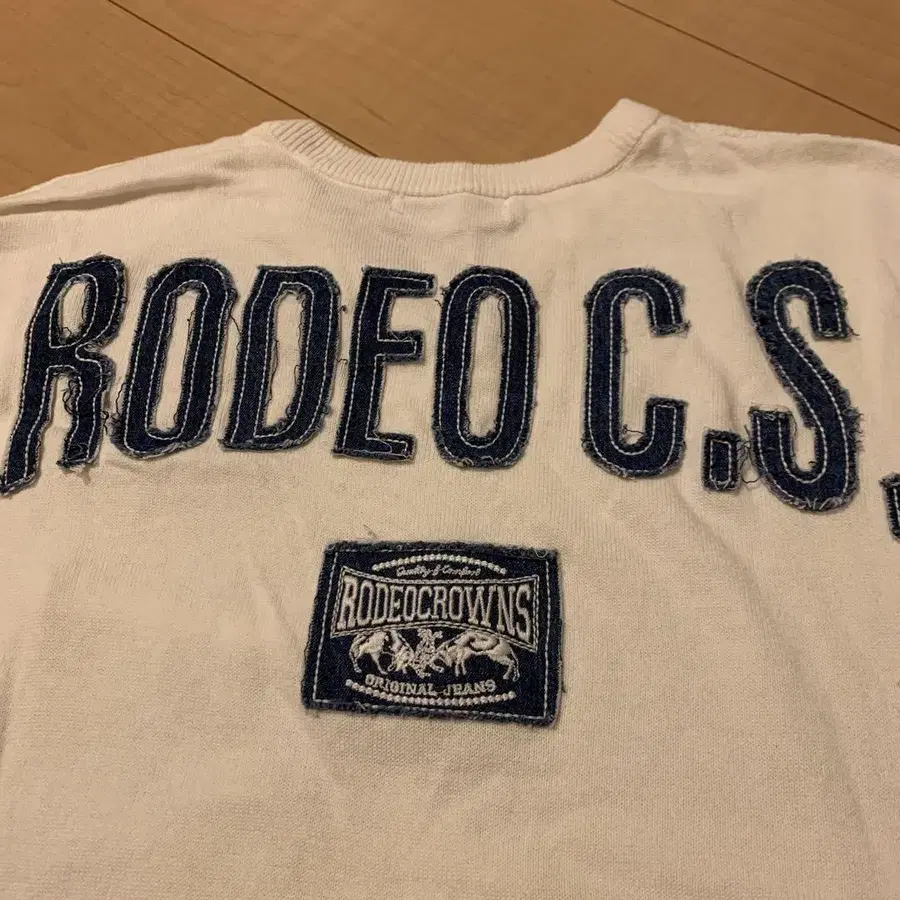 RODEO C.S.
Quality & Comfort
RODEOCROWNS
ORIGINAL JEANS